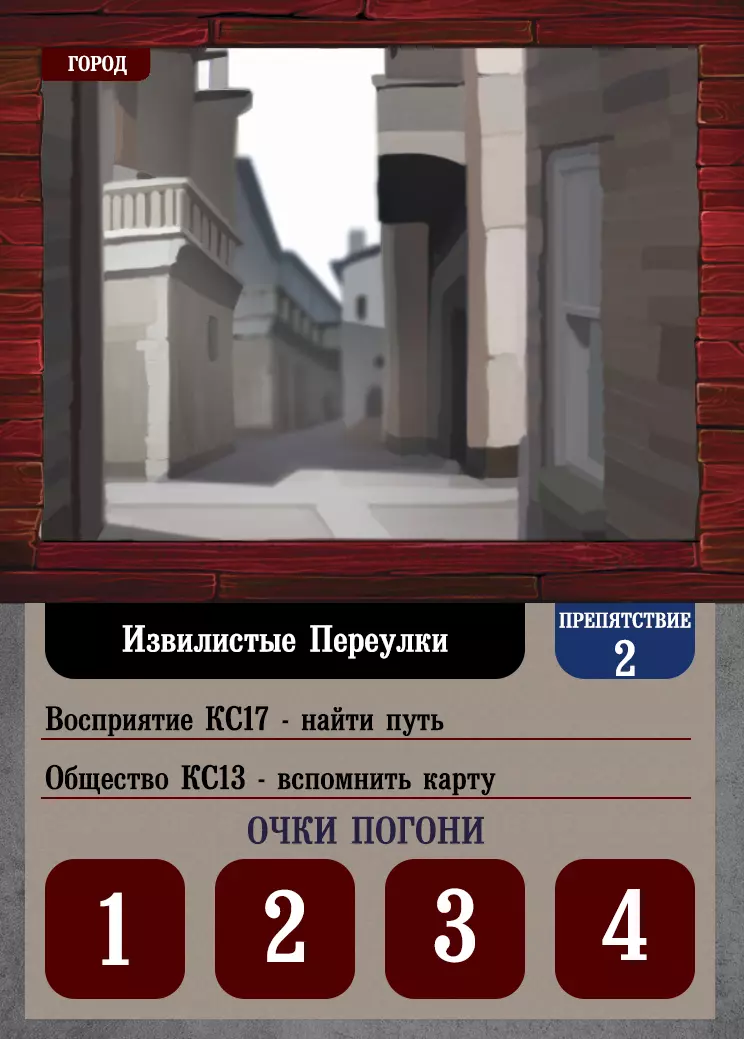 ГОРОД
Извилистые Переулки
ПРЕПЯТСТВИЕ
2
Восприятие КС17 - найти путь
Общество КС13 - вспомнить карту
ОЧКИ ПОГОНИ
1 2 3 4